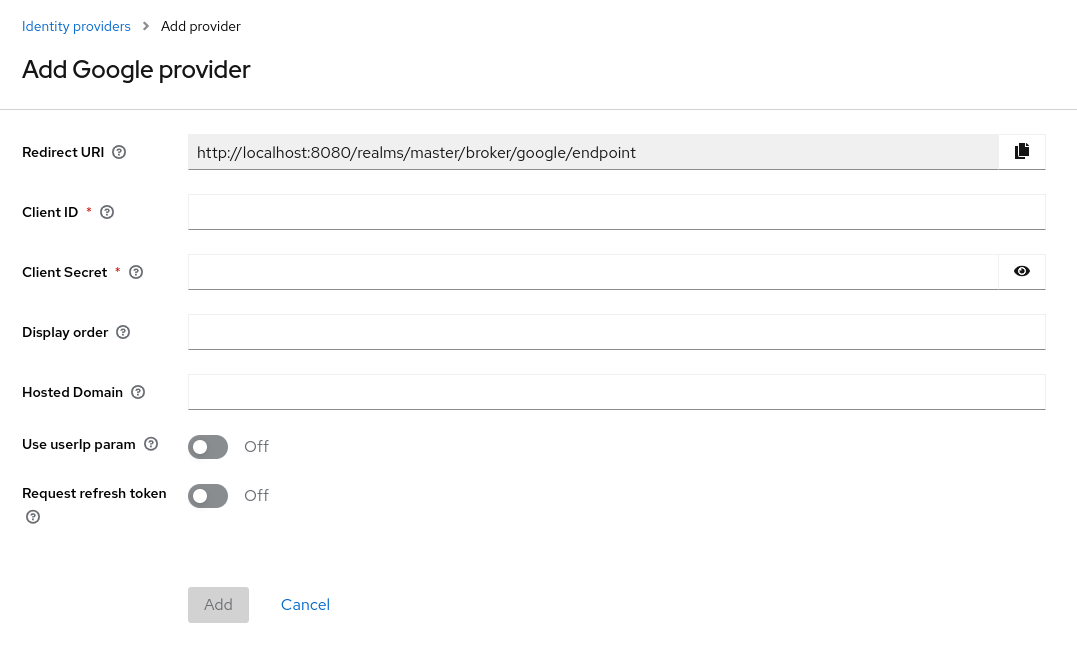 Identity providers > Add provider
Add Google provider
Redirect URI
http://localhost:8080/realms/master/broker/google/endpoint
Client ID *
Client Secret *
Display order
Hosted Domain
Use userIp param
Off
Request refresh token
Off
Add Cancel